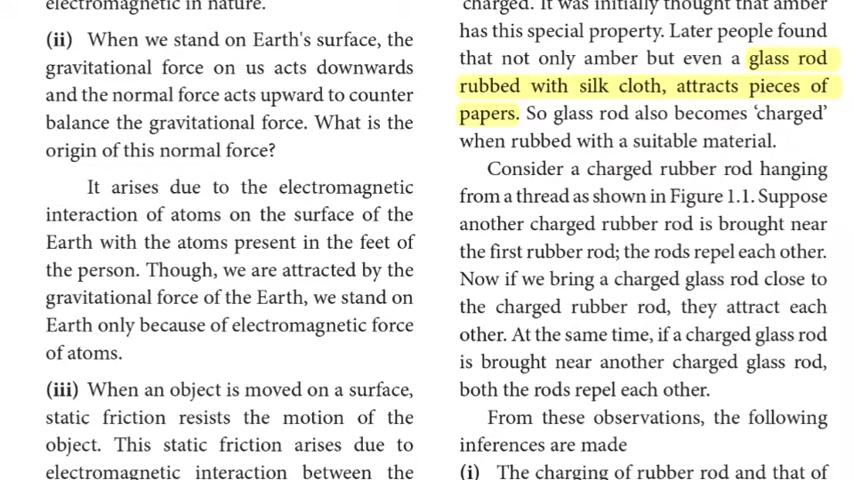 electromagnetic in nature.
(ii) When we stand on Earth's surface, the
gravitational force on us acts downwards
and the normal force acts upward to counter
balance the gravitational force. What is the
origin of this normal force?
It arises due to the electromagnetic
interaction of atoms on the surface of the
Earth with the atoms present in the feet of
the person. Though, we are attracted by the
gravitational force of the Earth, we stand on
Earth only because of electromagnetic force
of atoms.
(iii) When an object is moved on a surface,
static friction resists the motion of the
object. This static friction arises due to
electromagnetic interaction between the
'charged'. It was initially thought that amber
has this special property. Later people found
that not only amber but even a glass rod
rubbed with silk cloth, attracts pieces of
papers. So glass rod also becomes ‘charged’
when rubbed with a suitable material.
Consider a charged rubber rod hanging
from a thread as shown in Figure 1.1. Suppose
another charged rubber rod is brought near
the first rubber rod; the rods repel each other.
Now if we bring a charged glass rod close to
the charged rubber rod, they attract each
other. At the same time, if a charged glass rod
is brought near another charged glass rod,
both the rods repel each other.
From these observations, the following
inferences are made
(i) The charging of rubber rod and that of